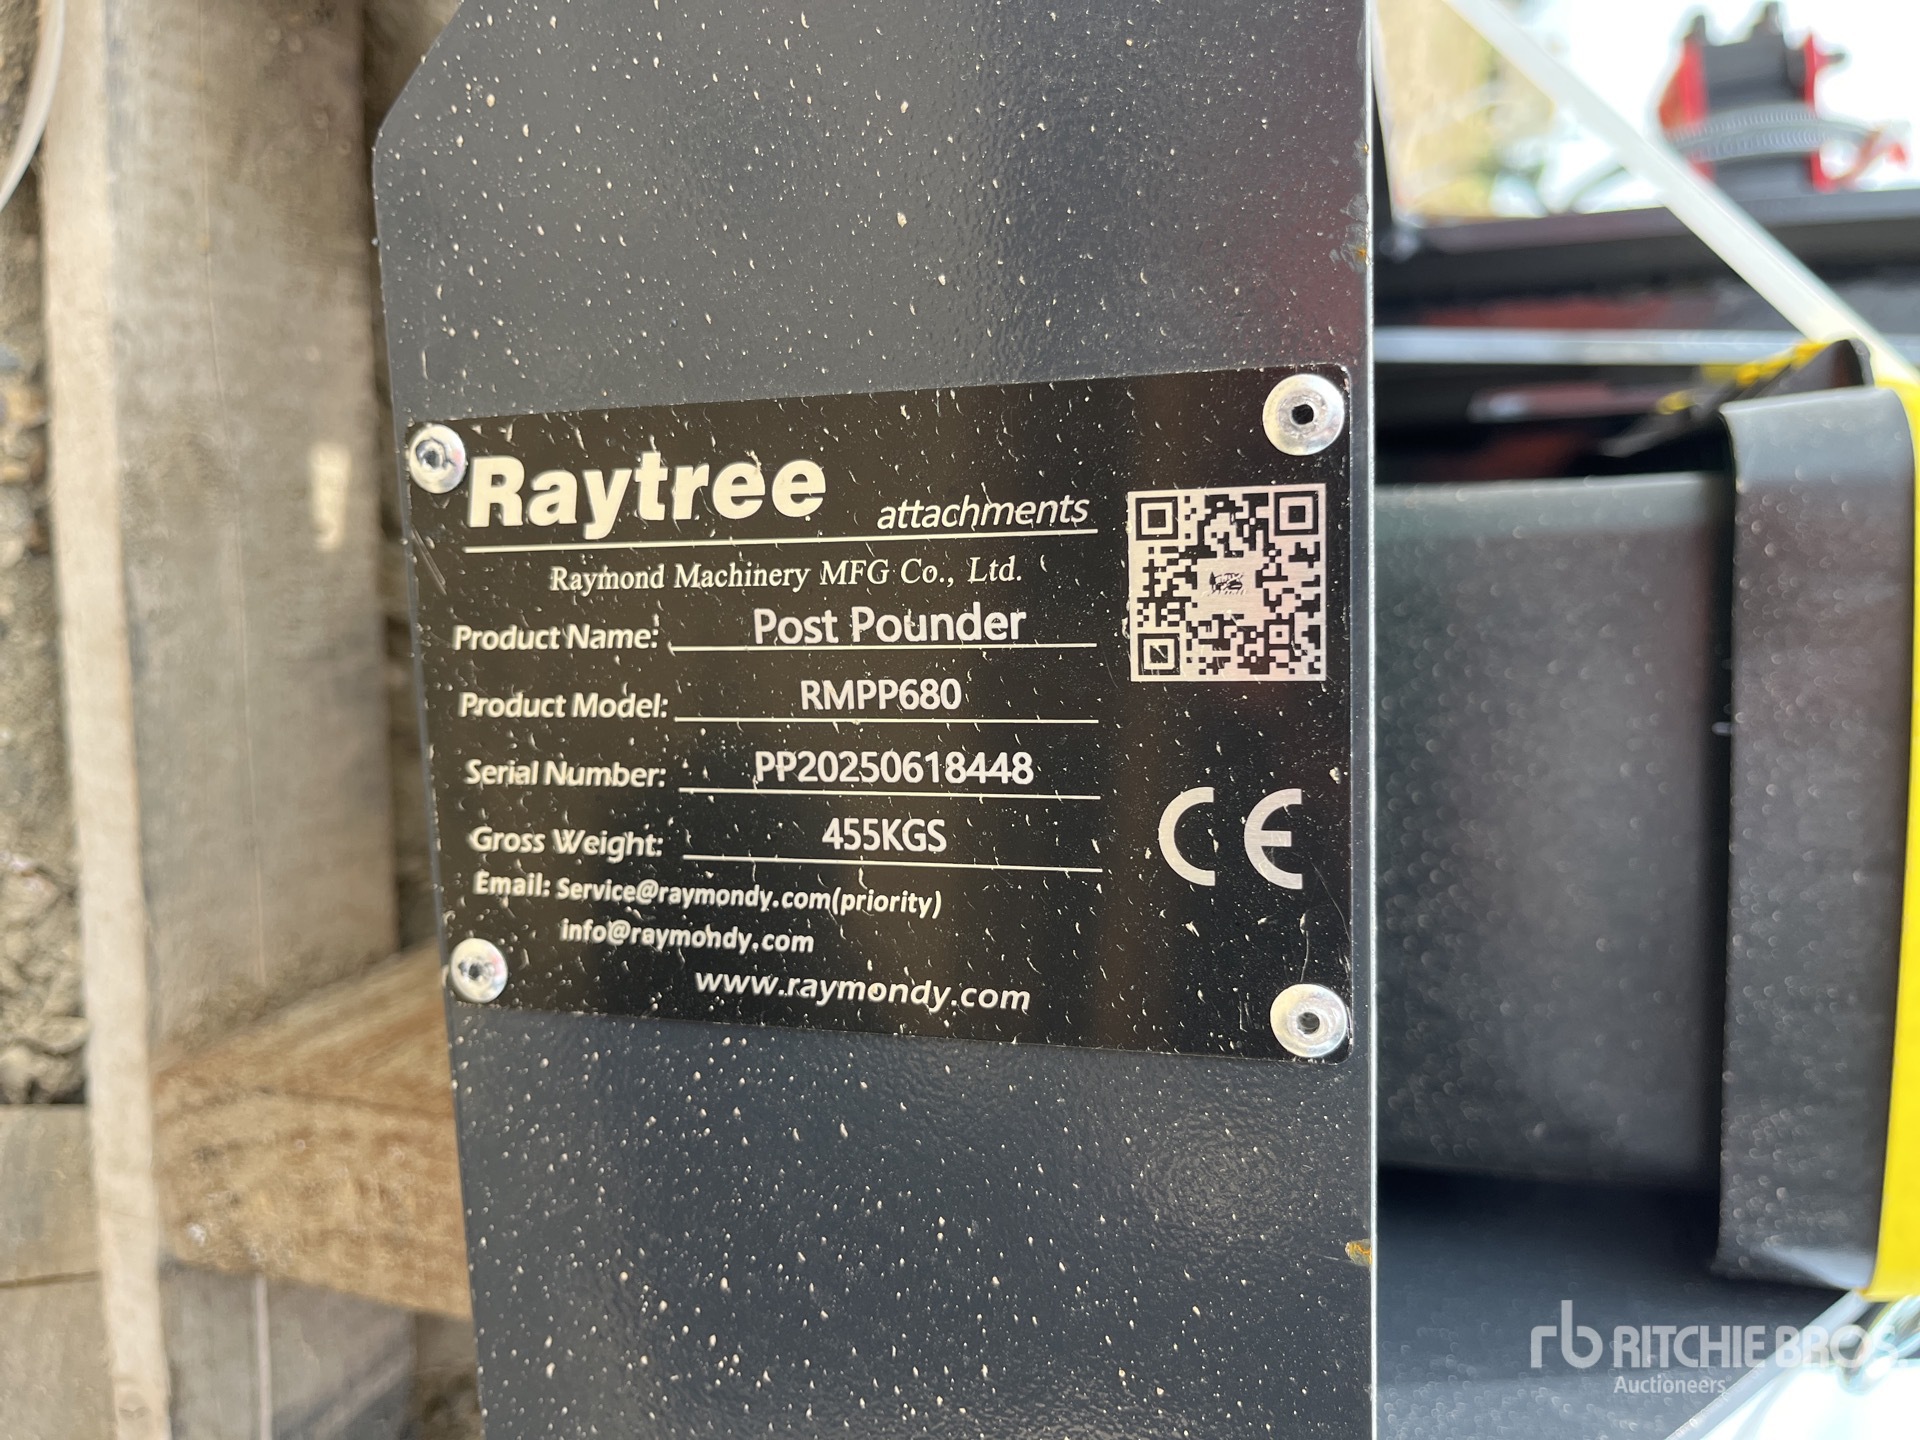 Raytree attachments
Raymond Machinery MFG Co., Ltd.
Product Name: Post Pounder
Product Model: RMPP680
Serial Number: PP20250618448
Gross Weight: 455KGS
CE
Email: Service@raymondy.com(priority)
info@raymondy.com
www.raymondy.com
rb RITCHIE BROS.
Auctioneers